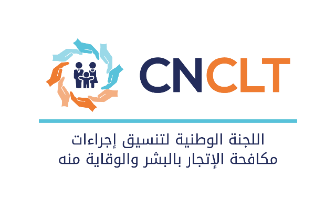 CNCLT
اللجنة الوطنية لتنسيق إجراءات
مكافحة الإتجار بالبشر والوقاية منه